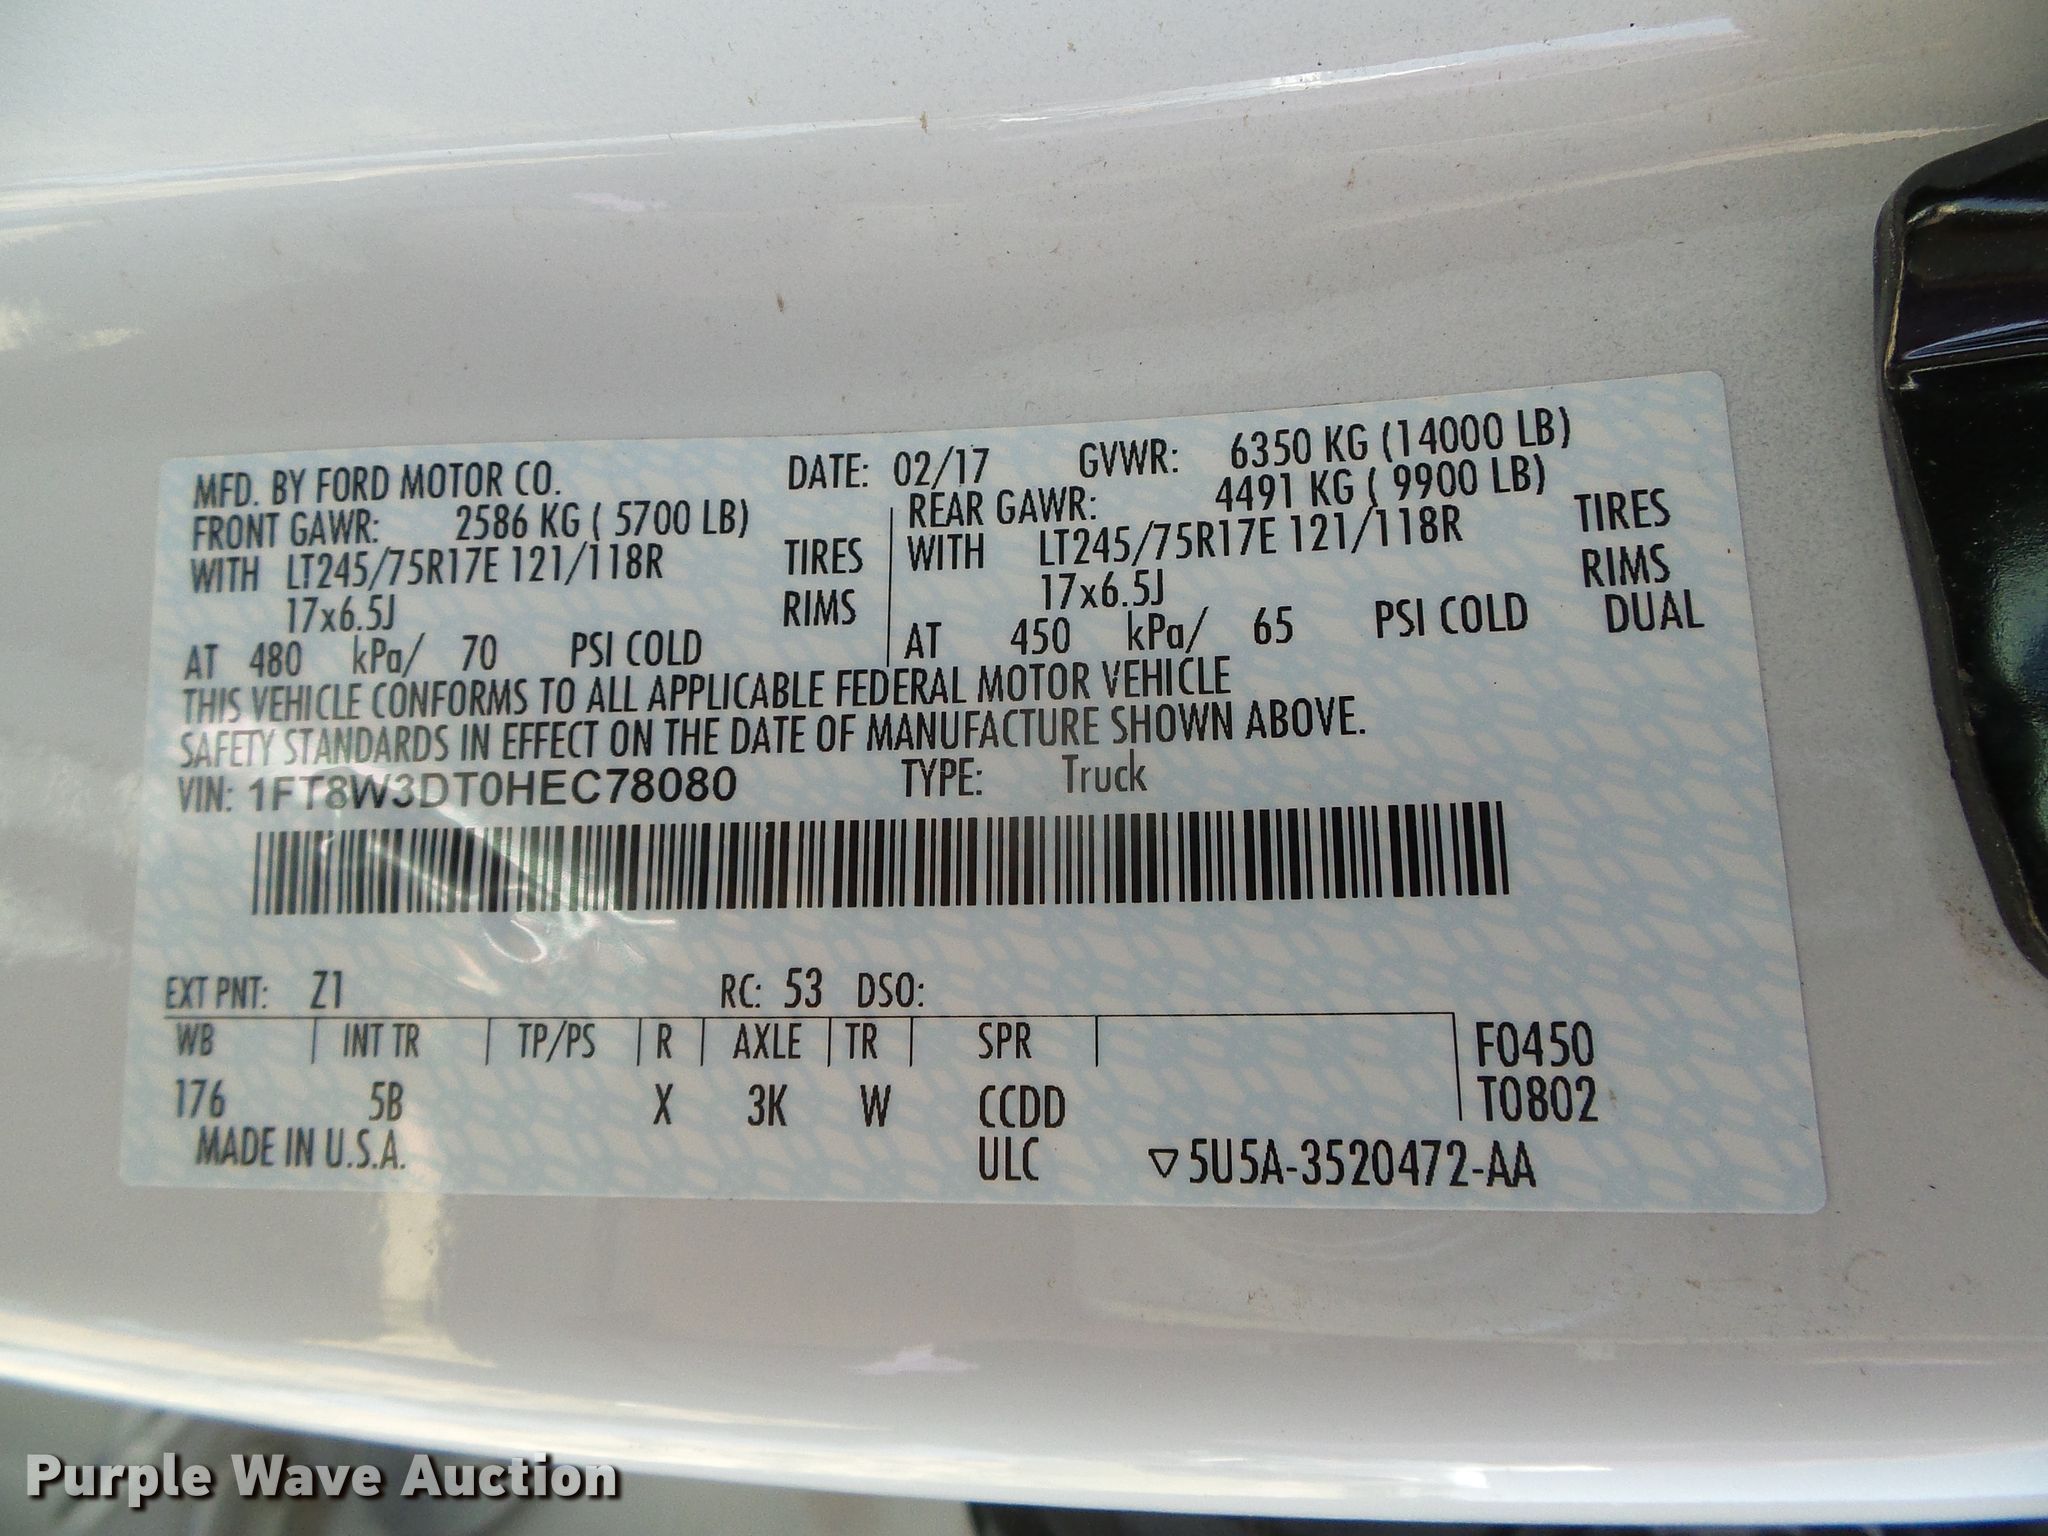 MFD. BY FORD MOTOR CO. DATE: 02/17 GVWR: 6350 KG (14000 LB)
FRONT GAWR: 2586 KG ( 5700 LB) REAR GAWR: 4491 KG ( 9900 LB)
WITH LT245/75R17E 121/118R TIRES WITH LT245/75R17E 121/118R TIRES
17x6.5J RIMS 17x6.5J RIMS
AT 480 kPa/ 70 PSI COLD AT 450 kPa/ 65 PSI COLD DUAL
THIS VEHICLE CONFORMS TO ALL APPLICABLE FEDERAL MOTOR VEHICLE
SAFETY STANDARDS IN EFFECT ON THE DATE OF MANUFACTURE SHOWN ABOVE.
VIN: 1FT8W3DT0HEC78080 TYPE: Truck
EXT PNT: Z1 RC: 53 DSO:
WB INT TR TP/PS R AXLE TR SPR F0450
176 5B X 3K W CCDD T0802
MADE IN U.S.A. ULC ▽5U5A-3520472-AA
Purple Wave Auction